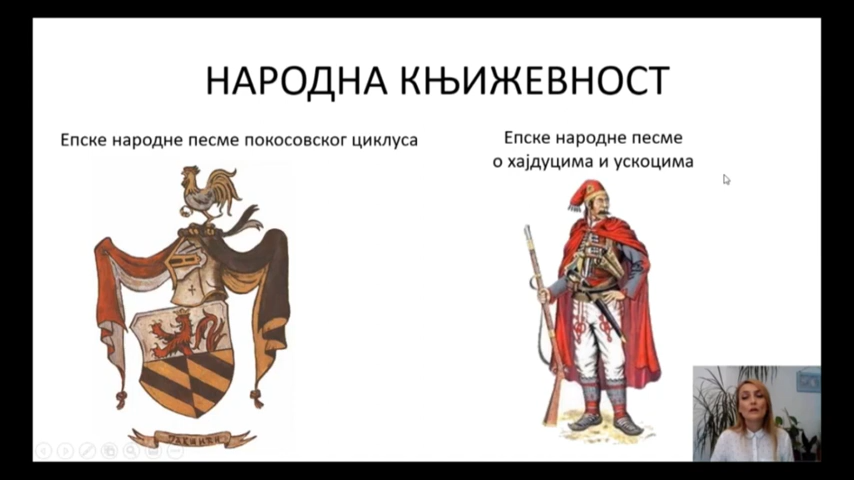 НАРОДНА КЊИЖЕВНОСТ
Епске народне песме покосовског циклуса
Епске народне песме
о хајдуцима и ускоцима